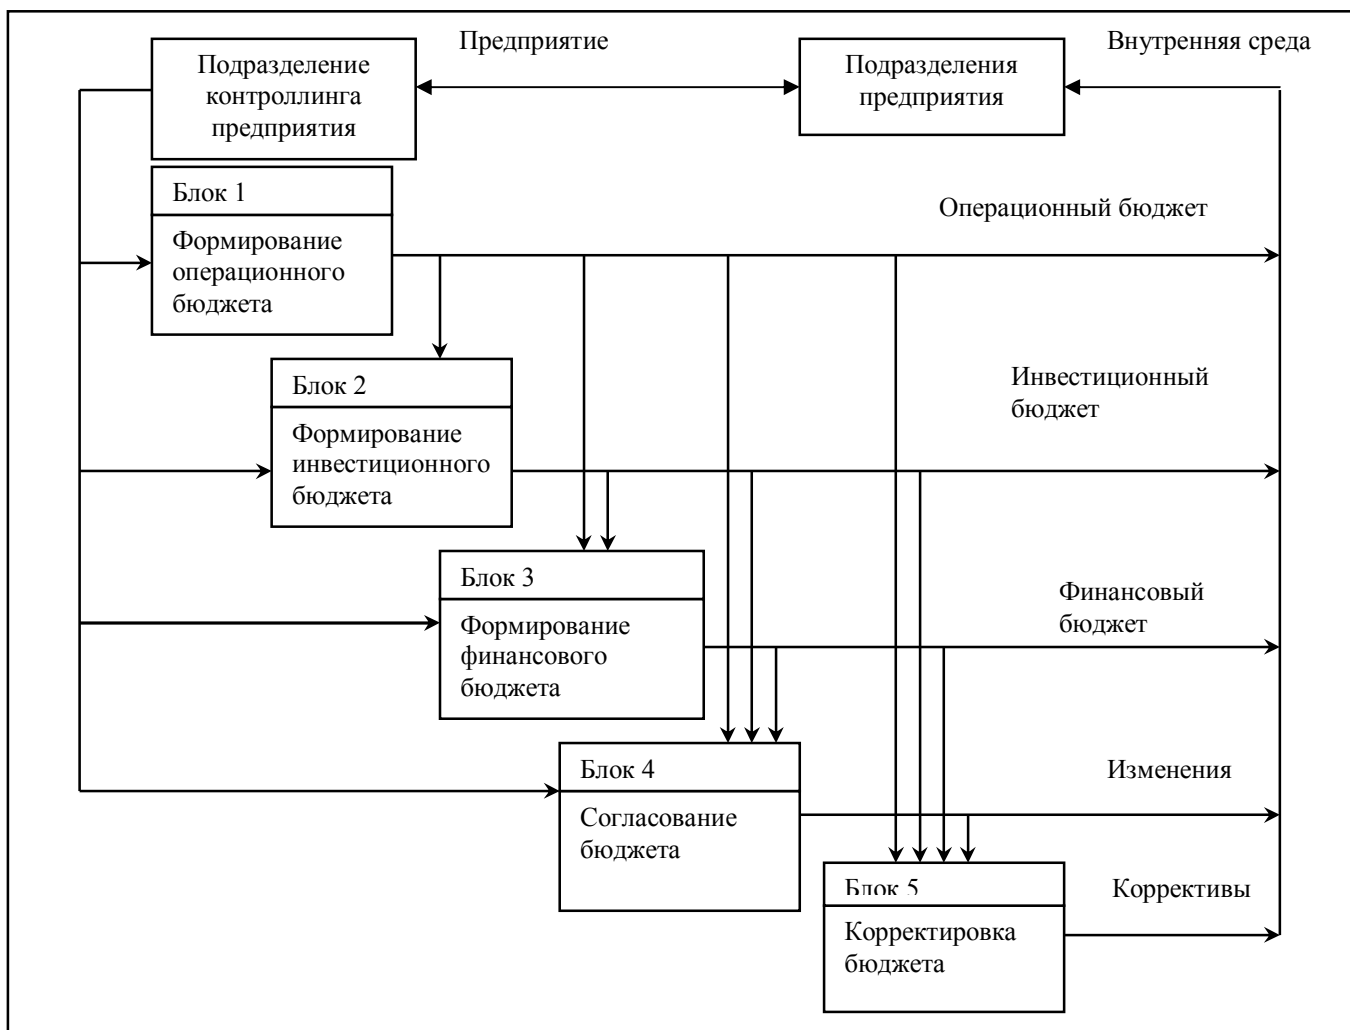 Предприятие
Внутренняя среда
Подразделение
контроллинга
предприятия
Подразделения
предприятия
Блок 1
Формирование
операционного
бюджета
Операционный бюджет
Блок 2
Формирование
инвестиционного
бюджета
Инвестиционный
бюджет
Блок 3
Формирование
финансового
бюджета
Финансовый
бюджет
Блок 4
Согласование
бюджета
Изменения
Блок 5
Корректировка
бюджета
Коррективы